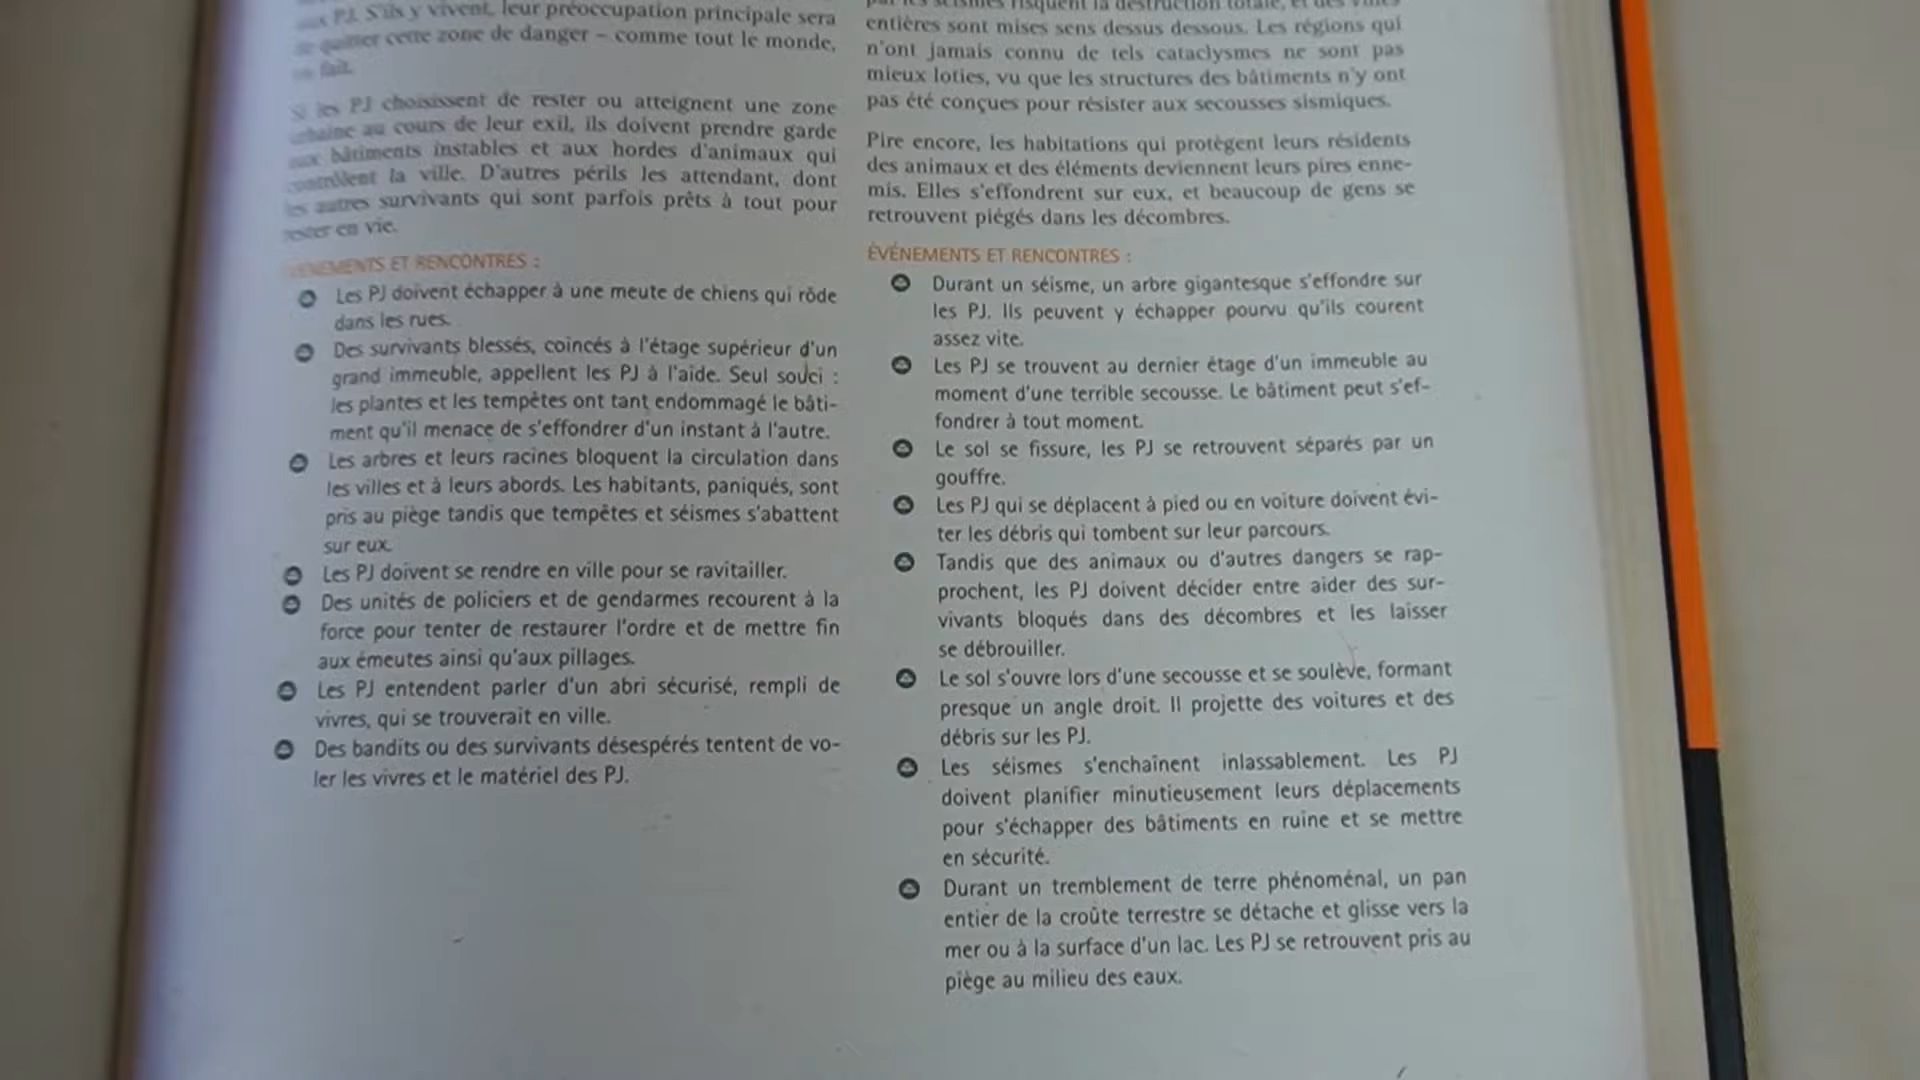 PJ. S'ils y vivent, leur préoccupation principale sera
quitter cette zone de danger – comme tout le monde,
fait.
Si les PJ choisissent de rester ou atteignent une zone
urbaine au cours de leur exil, ils doivent prendre garde
aux bâtiments instables et aux hordes d'animaux qui
contrôlent la ville. D'autres périls les attendant, dont
les autres survivants qui sont parfois prêts à tout pour
rester en vie.
ÉVÉNEMENTS ET RENCONTRES :
Les PJ doivent échapper à une meute de chiens qui rôde
dans les rues.
Des survivants blessés, coincés à l'étage supérieur d'un
grand immeuble, appellent les PJ à l'aide. Seul souci :
les plantes et les tempêtes ont tant endommagé le bâti-
ment qu'il menace de s'effondrer d'un instant à l'autre.
Les arbres et leurs racines bloquent la circulation dans
les villes et à leurs abords. Les habitants, paniqués, sont
pris au piège tandis que tempêtes et séismes s'abattent
sur eux.
Les PJ doivent se rendre en ville pour se ravitailler.
Des unités de policiers et de gendarmes recourent à la
force pour tenter de restaurer l'ordre et de mettre fin
aux émeutes ainsi qu'aux pillages.
Les PJ entendent parler d'un abri sécurisé, rempli de
vivres, qui se trouverait en ville.
Des bandits ou des survivants désespérés tentent de vo-
ler les vivres et le matériel des PJ.
par les séismes risquent la destruction totale, et des villes
entières sont mises sens dessus dessous. Les régions qui
n'ont jamais connu de tels cataclysmes ne sont pas
mieux loties, vu que les structures des bâtiments n'y ont
pas été conçues pour résister aux secousses sismiques.
Pire encore, les habitations qui protègent leurs résidents
des animaux et des éléments deviennent leurs pires enne-
mis. Elles s'effondrent sur eux, et beaucoup de gens se
retrouvent piégés dans les décombres.
ÉVÉNEMENTS ET RENCONTRES :
Durant un séisme, un arbre gigantesque s'effondre sur
les PJ. Ils peuvent y échapper pourvu qu'ils courent
assez vite.
Les PJ se trouvent au dernier étage d'un immeuble au
moment d'une terrible secousse. Le bâtiment peut s'ef-
fondrer à tout moment.
Le sol se fissure, les PJ se retrouvent séparés par un
gouffre.
Les PJ qui se déplacent à pied ou en voiture doivent évi-
ter les débris qui tombent sur leur parcours.
Tandis que des animaux ou d'autres dangers se rap-
prochent, les PJ doivent décider entre aider des sur-
vivants bloqués dans des décombres et les laisser
se débrouiller.
Le sol s'ouvre lors d'une secousse et se soulève, formant
presque un angle droit. Il projette des voitures et des
débris sur les PJ.
Les séismes s'enchaînent inlassablement. Les PJ
doivent planifier minutieusement leurs déplacements
pour s'échapper des bâtiments en ruine et se mettre
en sécurité.
Durant un tremblement de terre phénoménal, un pan
entier de la croûte terrestre se détache et glisse vers la
mer ou à la surface d'un lac. Les PJ se retrouvent pris au
piège au milieu des eaux.